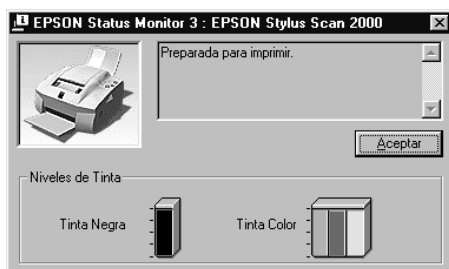 EPSON Status Monitor 3 : EPSON Stylus Scan 2000
Preparada para imprimir.
Aceptar
Niveles de Tinta
Tinta Negra
Tinta Color